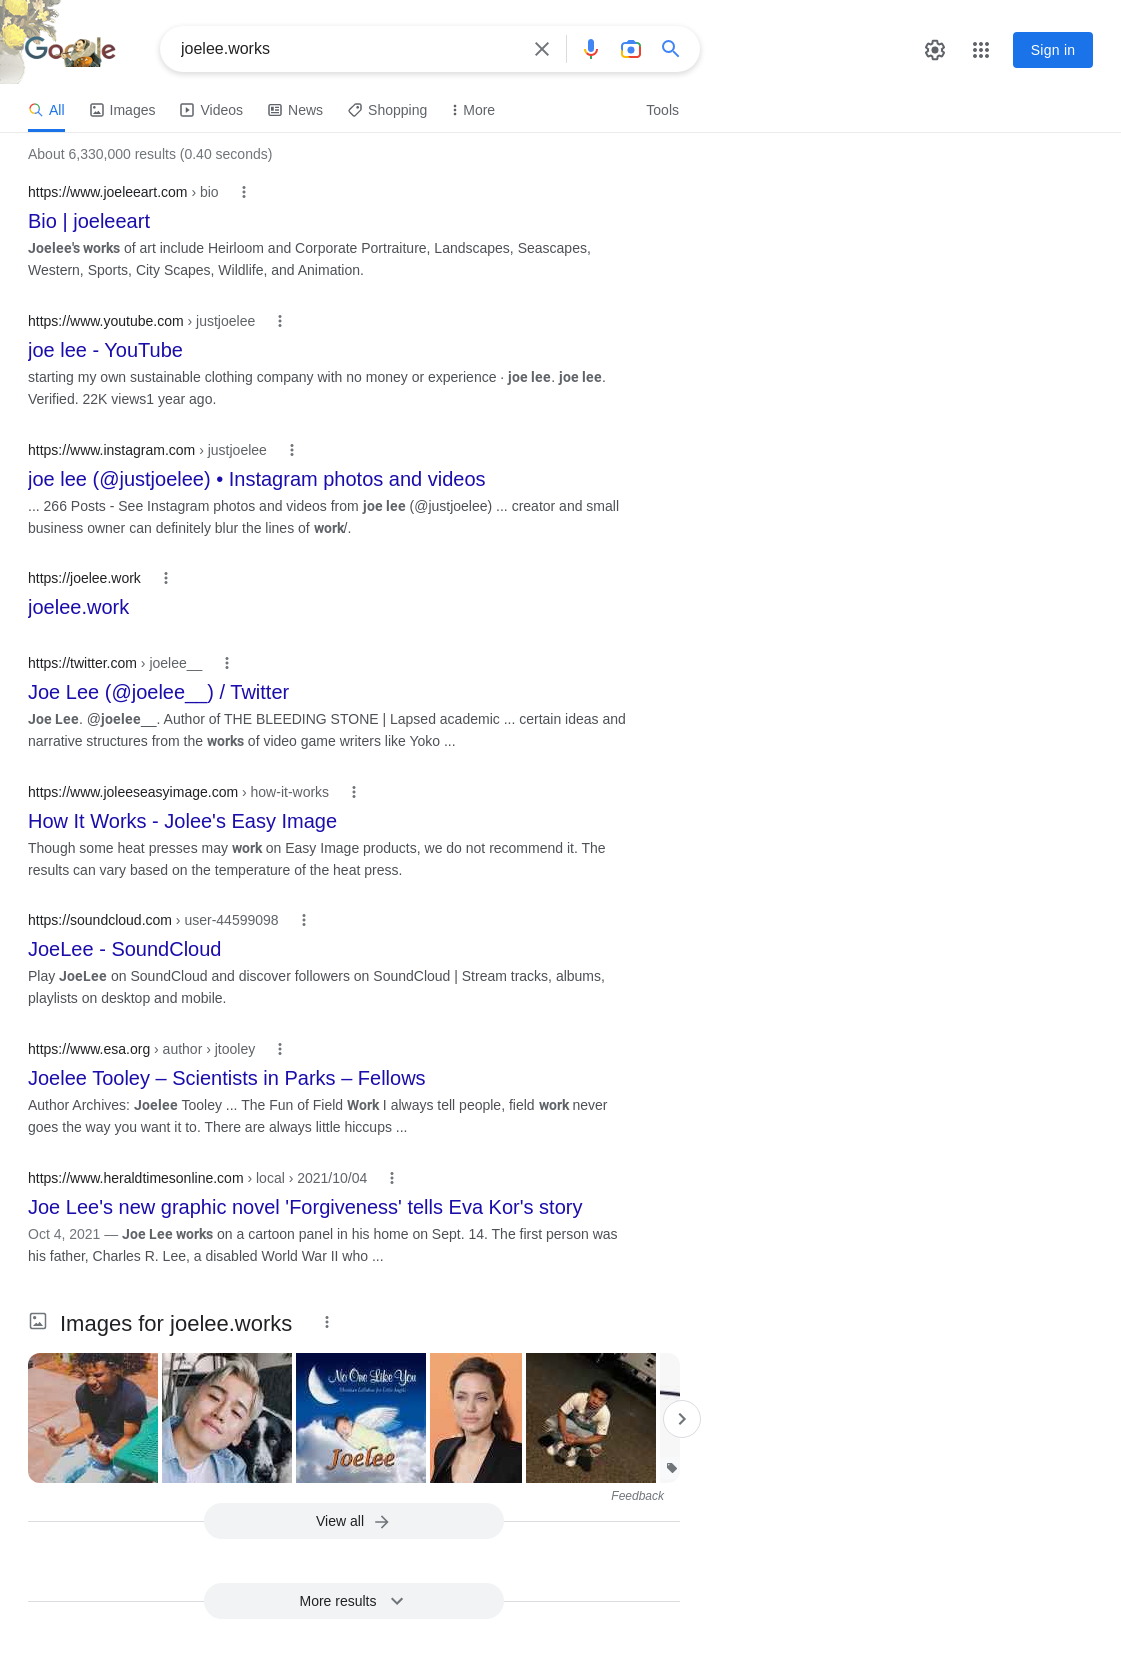 Google
joelee.works
Sign in
All
Images
Videos
News
Shopping
More
Tools
About 6,330,000 results (0.40 seconds)
https://www.joeleeart.com › bio
Bio | joeleeart
Joelee's works of art include Heirloom and Corporate Portraiture, Landscapes, Seascapes,
Western, Sports, City Scapes, Wildlife, and Animation.
https://www.youtube.com › justjoelee
joe lee - YouTube
starting my own sustainable clothing company with no money or experience · joe lee. joe lee.
Verified. 22K views1 year ago.
https://www.instagram.com › justjoelee
joe lee (@justjoelee) • Instagram photos and videos
... 266 Posts - See Instagram photos and videos from joe lee (@justjoelee) ... creator and small
business owner can definitely blur the lines of work/.
https://joelee.work
joelee.work
https://twitter.com › joelee__
Joe Lee (@joelee__) / Twitter
Joe Lee. @joelee__. Author of THE BLEEDING STONE | Lapsed academic ... certain ideas and
narrative structures from the works of video game writers like Yoko ...
https://www.joleeseasyimage.com › how-it-works
How It Works - Jolee's Easy Image
Though some heat presses may work on Easy Image products, we do not recommend it. The
results can vary based on the temperature of the heat press.
https://soundcloud.com › user-44599098
JoeLee - SoundCloud
Play JoeLee on SoundCloud and discover followers on SoundCloud | Stream tracks, albums,
playlists on desktop and mobile.
https://www.esa.org › author › jtooley
Joelee Tooley – Scientists in Parks – Fellows
Author Archives: Joelee Tooley ... The Fun of Field Work I always tell people, field work never
goes the way you want it to. There are always little hiccups ...
https://www.heraldtimesonline.com › local › 2021/10/04
Joe Lee's new graphic novel 'Forgiveness' tells Eva Kor's story
Oct 4, 2021 — Joe Lee works on a cartoon panel in his home on Sept. 14. The first person was
his father, Charles R. Lee, a disabled World War II who ...
Images for joelee.works
No One Like You
Christian Lullabies for Little Angels
Joelee
Feedback
View all
More results